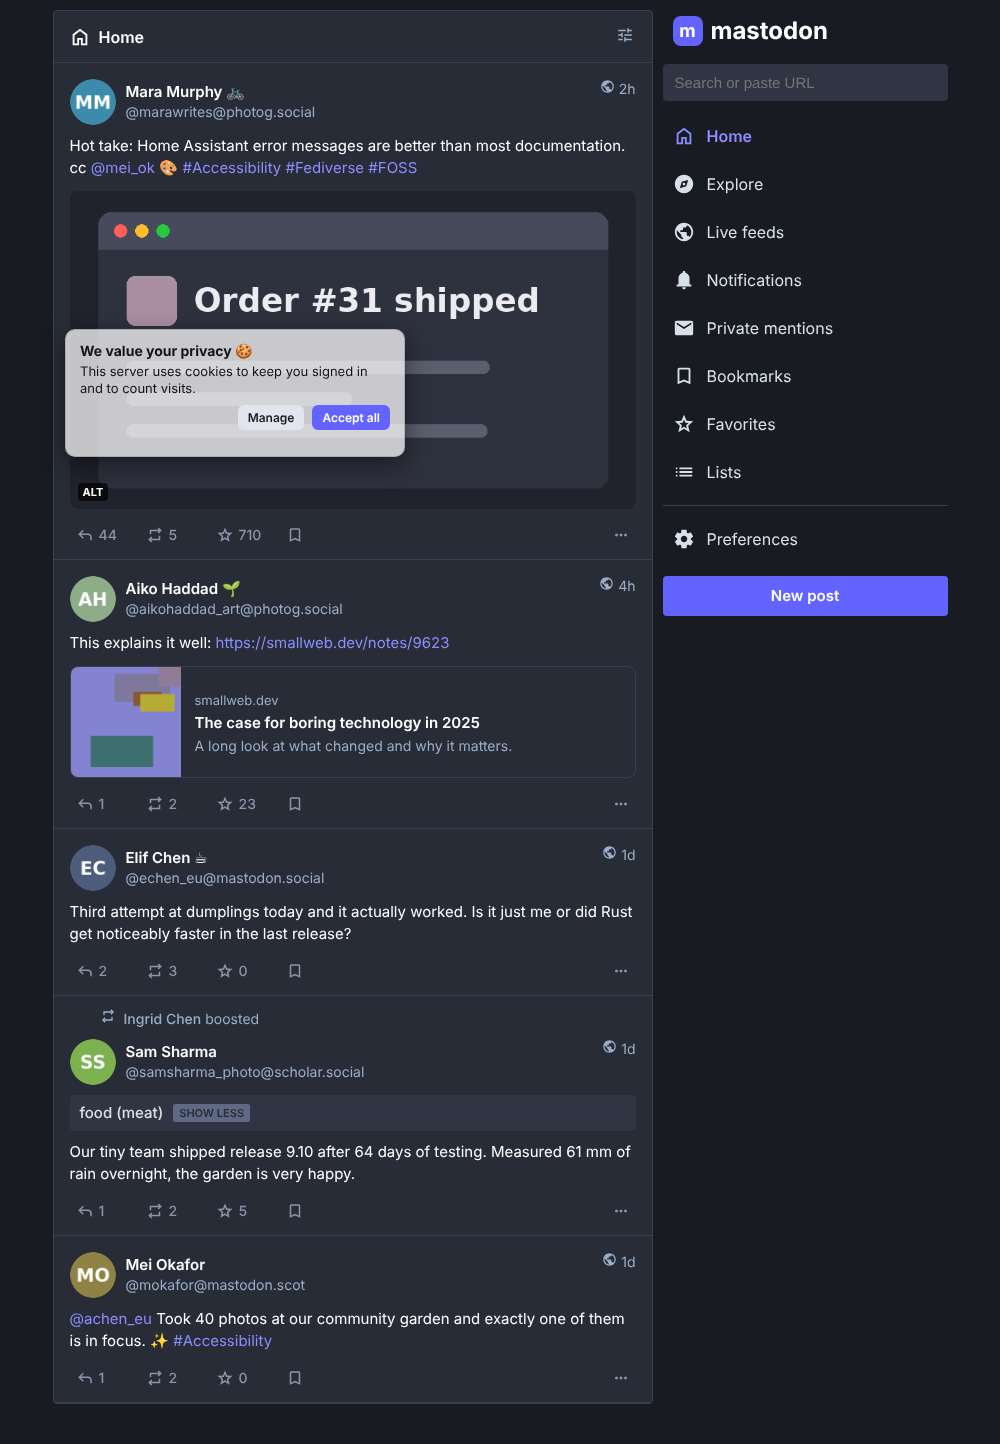 Home
MM
Mara Murphy 🚲
2h
@marawrites@photog.social
Hot take: Home Assistant error messages are better than most documentation.
cc @mei_ok 🎨 #Accessibility #Fediverse #FOSS
Order #31 shipped
We value your privacy 🍪
This server uses cookies to keep you signed in
and to count visits.
Manage
Accept all
ALT
44
5
710
AH
Aiko Haddad 🌱
4h
@aikohaddad_art@photog.social
This explains it well: https://smallweb.dev/notes/9623
smallweb.dev
The case for boring technology in 2025
A long look at what changed and why it matters.
1
2
23
EC
Elif Chen ☕
1d
@echen_eu@mastodon.social
Third attempt at dumplings today and it actually worked. Is it just me or did Rust
get noticeably faster in the last release?
2
3
0
Ingrid Chen boosted
SS
Sam Sharma
1d
@samsharma_photo@scholar.social
food (meat)
SHOW LESS
Our tiny team shipped release 9.10 after 64 days of testing. Measured 61 mm of
rain overnight, the garden is very happy.
1
2
5
MO
Mei Okafor
1d
@mokafor@mastodon.scot
@achen_eu Took 40 photos at our community garden and exactly one of them
is in focus. ✨ #Accessibility
1
2
0
m
mastodon
Search or paste URL
Home
Explore
Live feeds
Notifications
Private mentions
Bookmarks
Favorites
Lists
Preferences
New post